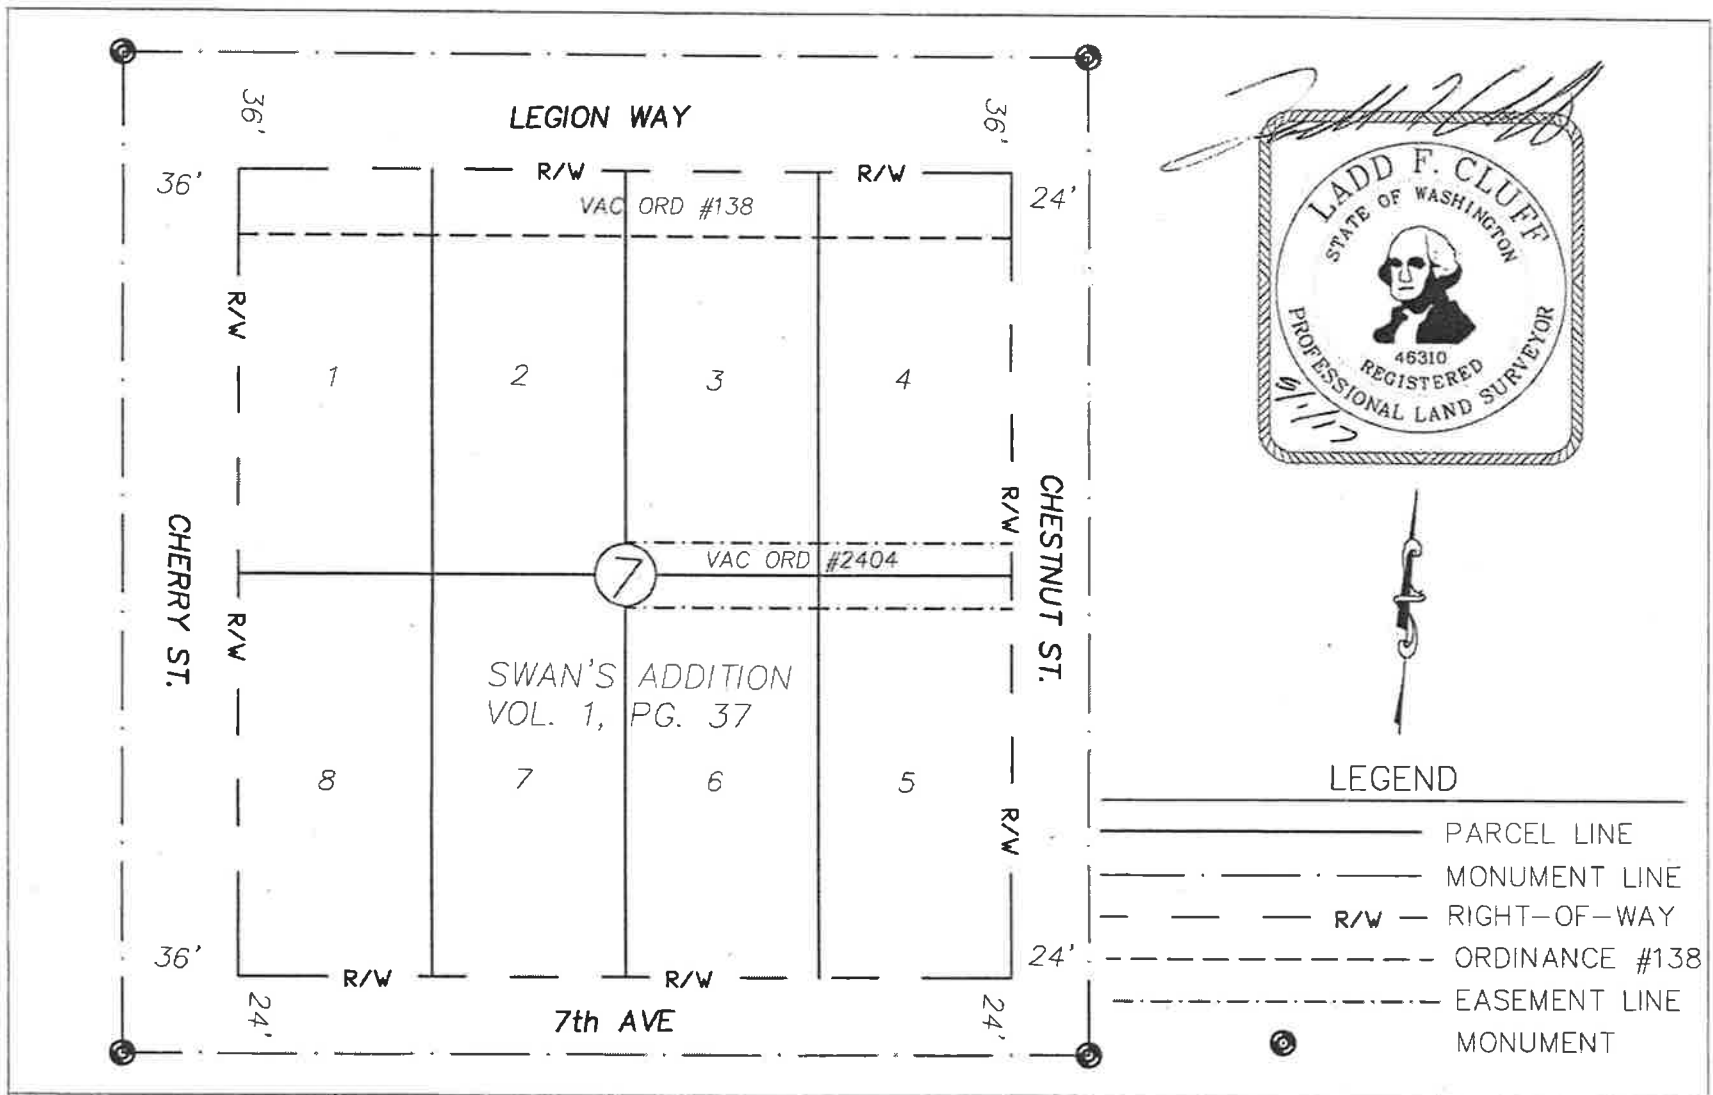 36'
36'
LEGION WAY
36'
24'
R/W
R/W
VAC ORD #138
R/W
1
2
3
4
R/W
CHERRY ST.
CHESTNUT ST.
7
VAC ORD #2404
R/W
SWAN'S ADDITION
VOL. 1, PG. 37
8
7
6
5
R/W
36'
24'
R/W
R/W
24'
24'
7th AVE
LADD F. CLUFF
STATE OF WASHINGTON
46310
REGISTERED
PROFESSIONAL LAND SURVEYOR
LEGEND
PARCEL LINE
MONUMENT LINE
R/W RIGHT-OF-WAY
ORDINANCE #138
EASEMENT LINE
MONUMENT